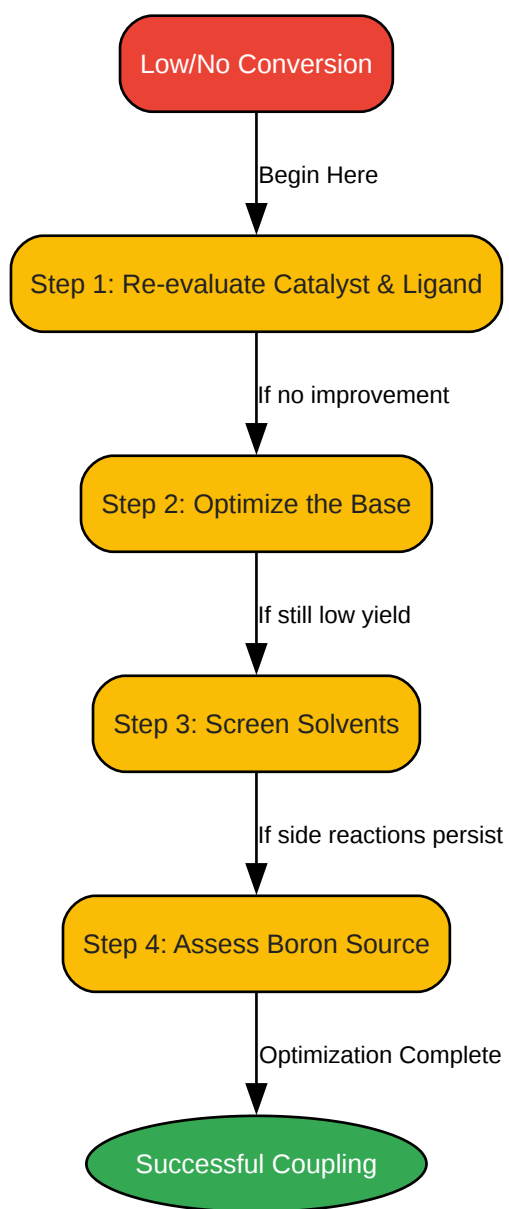 Low/No Conversion
Begin Here
Step 1: Re-evaluate Catalyst & Ligand
If no improvement
Step 2: Optimize the Base
If still low yield
Step 3: Screen Solvents
If side reactions persist
Step 4: Assess Boron Source
Optimization Complete
Successful Coupling